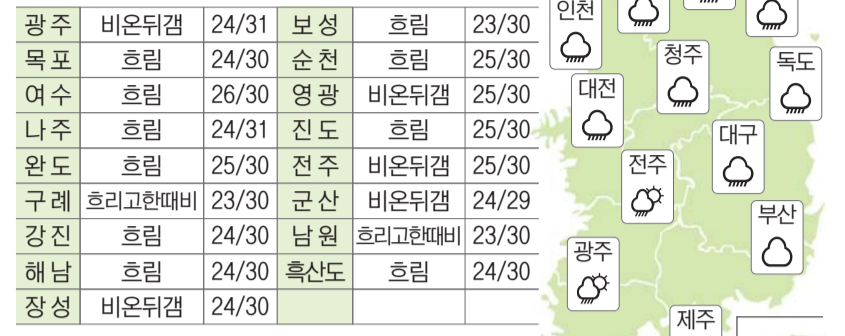 광주 비온뒤갬 24/31 보성 흐림 23/30
목포 흐림 24/30 순천 흐림 25/30
여수 흐림 26/30 영광 비온뒤갬 25/30
나주 흐림 24/31 진도 흐림 25/30
완도 흐림 25/30 전주 비온뒤갬 25/30
구례 흐리고한때비 23/30 군산 비온뒤갬 24/29
강진 흐림 24/30 남원 흐리고한때비 23/30
해남 흐림 24/30 흑산도 흐림 24/30
장성 비온뒤갬 24/30
인천
청주
독도
대전
대구
전주
부산
광주
제주